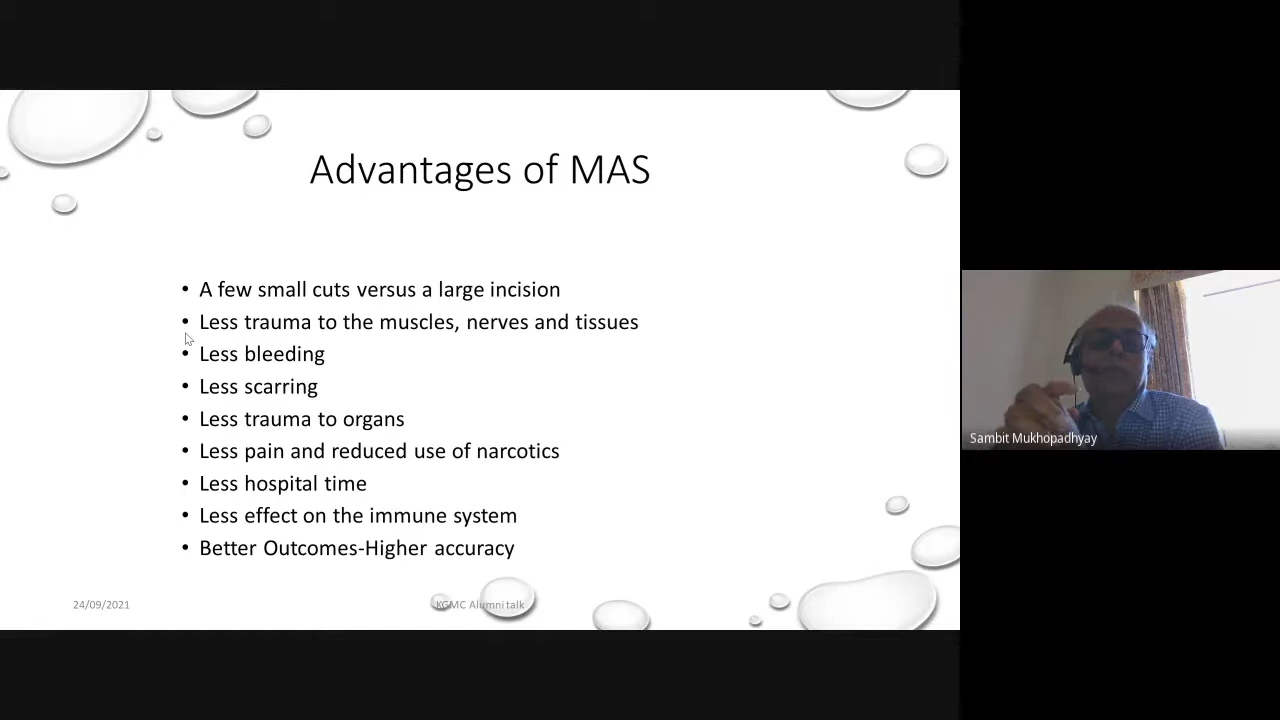 Advantages of MAS
• A few small cuts versus a large incision
• Less trauma to the muscles, nerves and tissues
• Less bleeding
• Less scarring
• Less trauma to organs
• Less pain and reduced use of narcotics
• Less hospital time
• Less effect on the immune system
• Better Outcomes-Higher accuracy
24/09/2021
KGMC Alumni talk
Sambit Mukhopadhyay